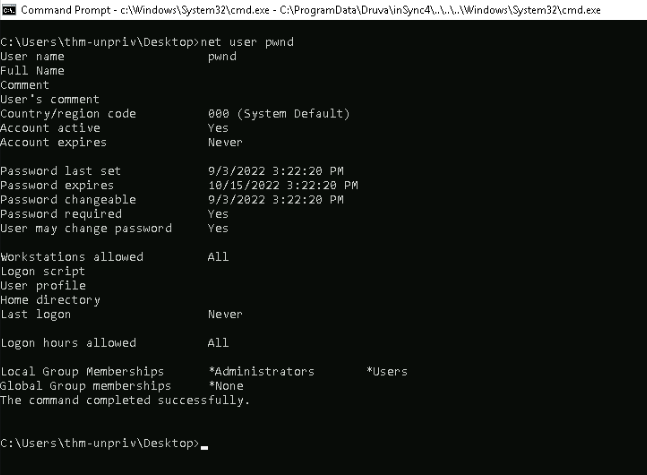 Command Prompt - c:\Windows\System32\cmd.exe - C:\ProgramData\Druva\inSync4\..\..\..\Windows\System32\cmd.exe
C:\Users\thm-unpriv\Desktop>net user pwnd
User name                    pwnd
Full Name
Comment
User's comment
Country/region code          000 (System Default)
Account active               Yes
Account expires              Never
Password last set            9/3/2022 3:22:20 PM
Password expires             10/15/2022 3:22:20 PM
Password changeable          9/3/2022 3:22:20 PM
Password required            Yes
User may change password     Yes
Workstations allowed         All
Logon script
User profile
Home directory
Last logon                   Never
Logon hours allowed          All
Local Group Memberships      *Administrators       *Users
Global Group memberships     *None
The command completed successfully.
C:\Users\thm-unpriv\Desktop>